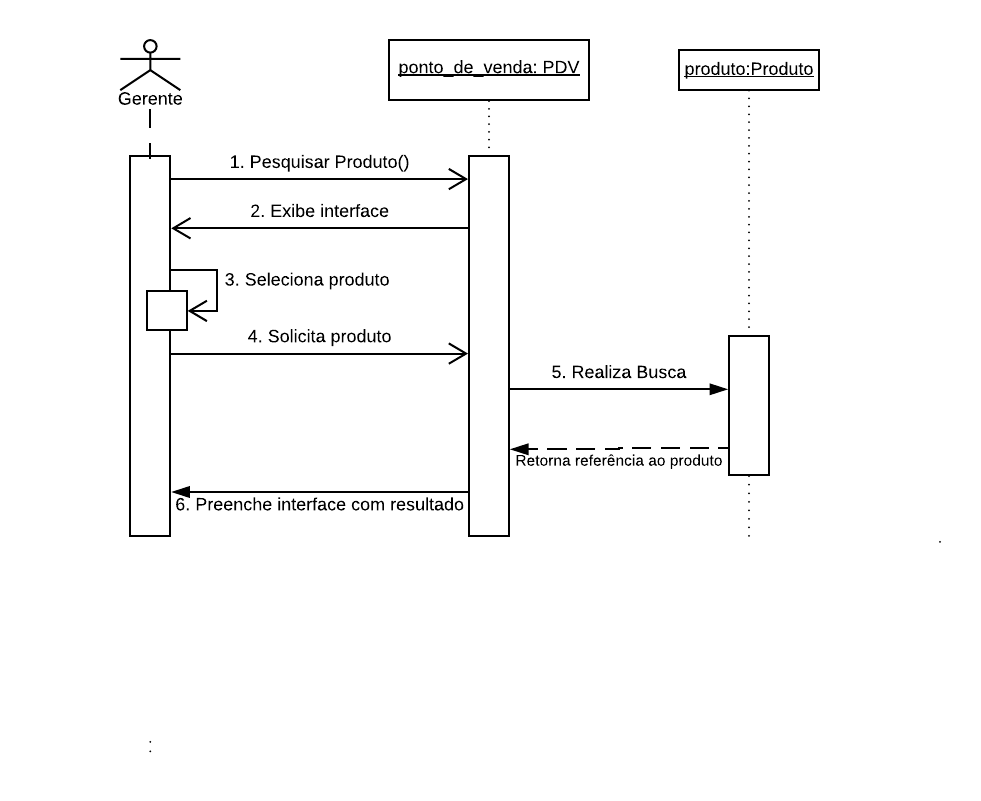 Gerente
ponto_de_venda: PDV
produto:Produto
1. Pesquisar Produto()
2. Exibe interface
3. Seleciona produto
4. Solicita produto
5. Realiza Busca
Retorna referência ao produto
6. Preenche interface com resultado